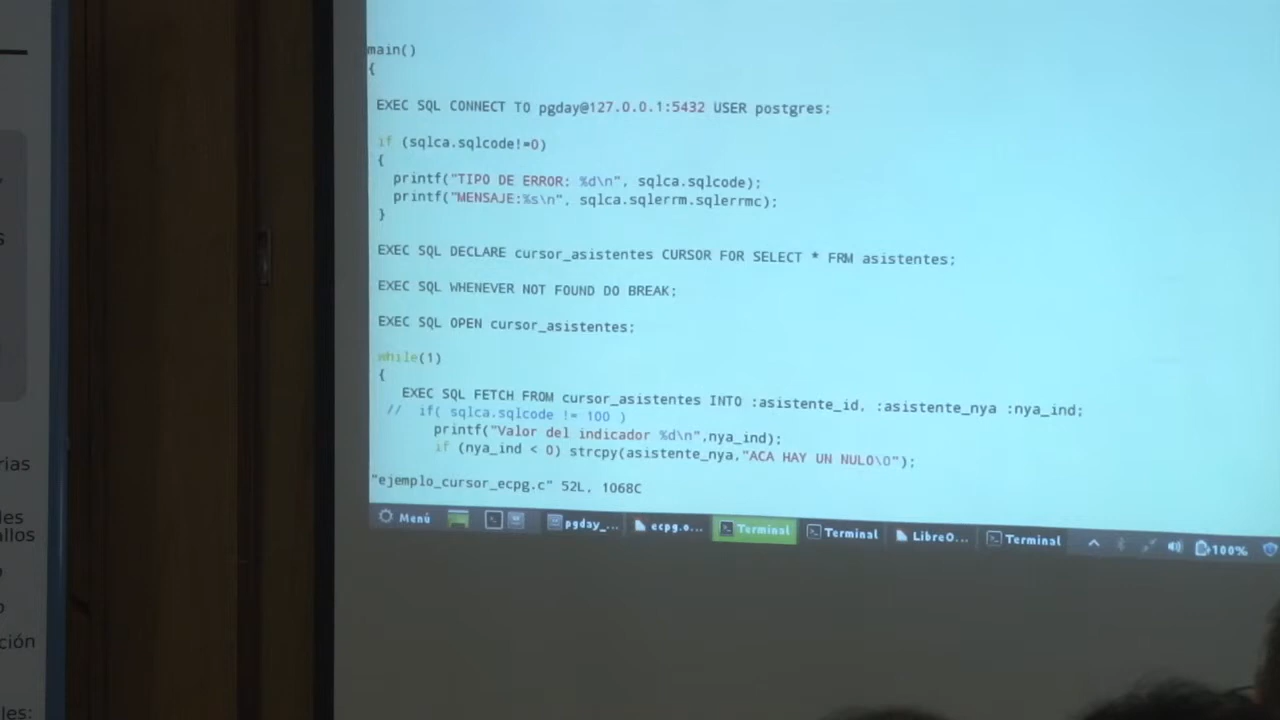 main()
{
EXEC SQL CONNECT TO pgday@127.0.0.1:5432 USER postgres;
if (sqlca.sqlcode!=0)
{
printf("TIPO DE ERROR: %d\n", sqlca.sqlcode);
printf("MENSAJE:%s\n", sqlca.sqlerrm.sqlerrmc);
}
EXEC SQL DECLARE cursor_asistentes CURSOR FOR SELECT * FRM asistentes;
EXEC SQL WHENEVER NOT FOUND DO BREAK;
EXEC SQL OPEN cursor_asistentes;
while(1)
{
EXEC SQL FETCH FROM cursor_asistentes INTO :asistente_id, :asistente_nya :nya_ind;
// if( sqlca.sqlcode != 100 )
printf("Valor del indicador %d\n",nya_ind);
if (nya_ind < 0) strcpy(asistente_nya,"ACA HAY UN NULO\0");
"ejemplo_cursor_ecpg.c" 52L, 1068C
Menú pgday_... ecpg.o... Terminal Terminal LibreO... Terminal 100%
rias
les
allos
o
ción
les: